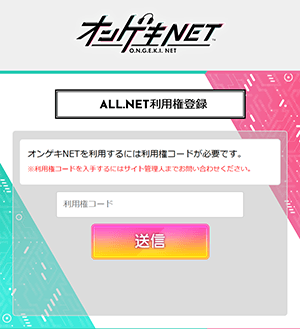 オンゲキNET
O.N.G.E.K.I. NET
ALL.NET利用権登録
オンゲキNETを利用するには利用権コードが必要です。
※利用権コードを入手するにはサイト管理人までお問い合わせください。
利用権コード
送信